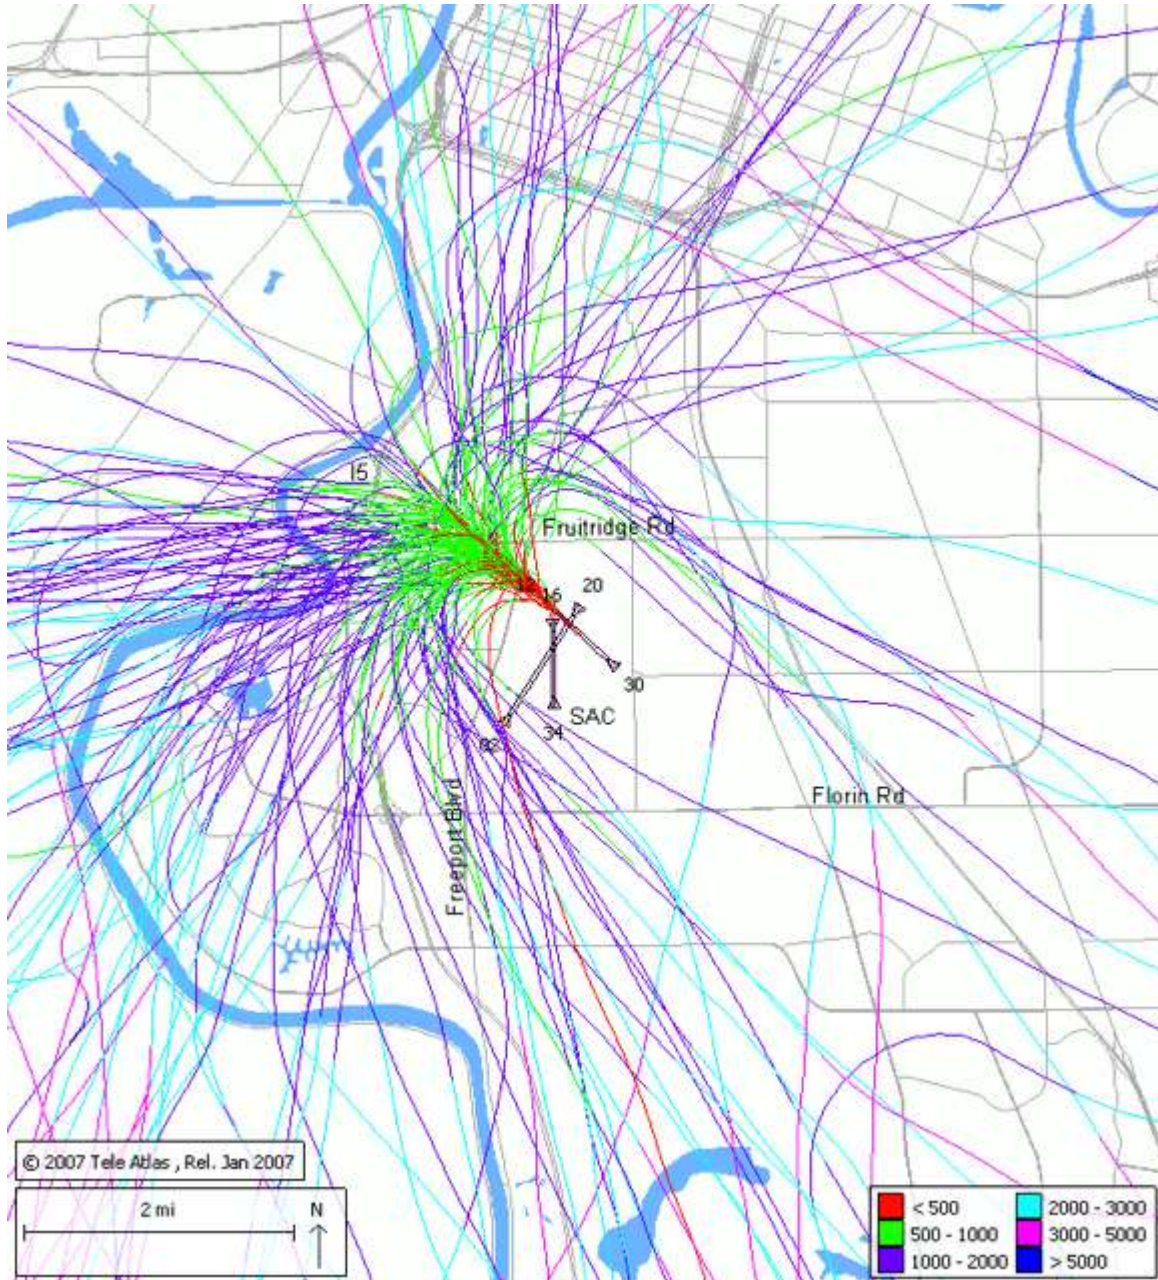 I5
Fruitridge Rd
20
16
30
SAC
34
Florin Rd
Freeport Blvd
© 2007 Tele Atlas , Rel. Jan 2007
2 mi
N
< 500
2000 - 3000
500 - 1000
3000 - 5000
1000 - 2000
> 5000